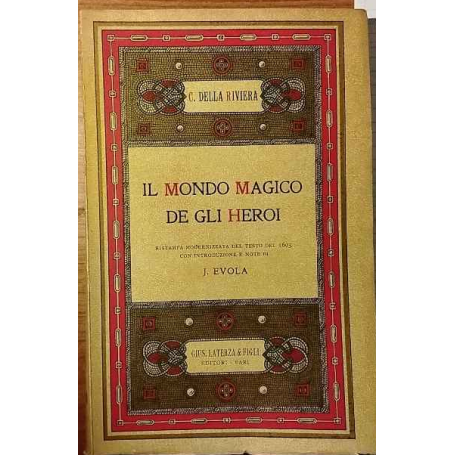 C. DELLA RIVIERA
IL MONDO MAGICO
DE GLI HEROI
RISTAMPA MODERNIZZATA DEL TESTO DEL 1605
CON INTRODUZIONE E NOTE DI
J. EVOLA
GIUS. LATERZA & FIGLI
EDITORI - BARI